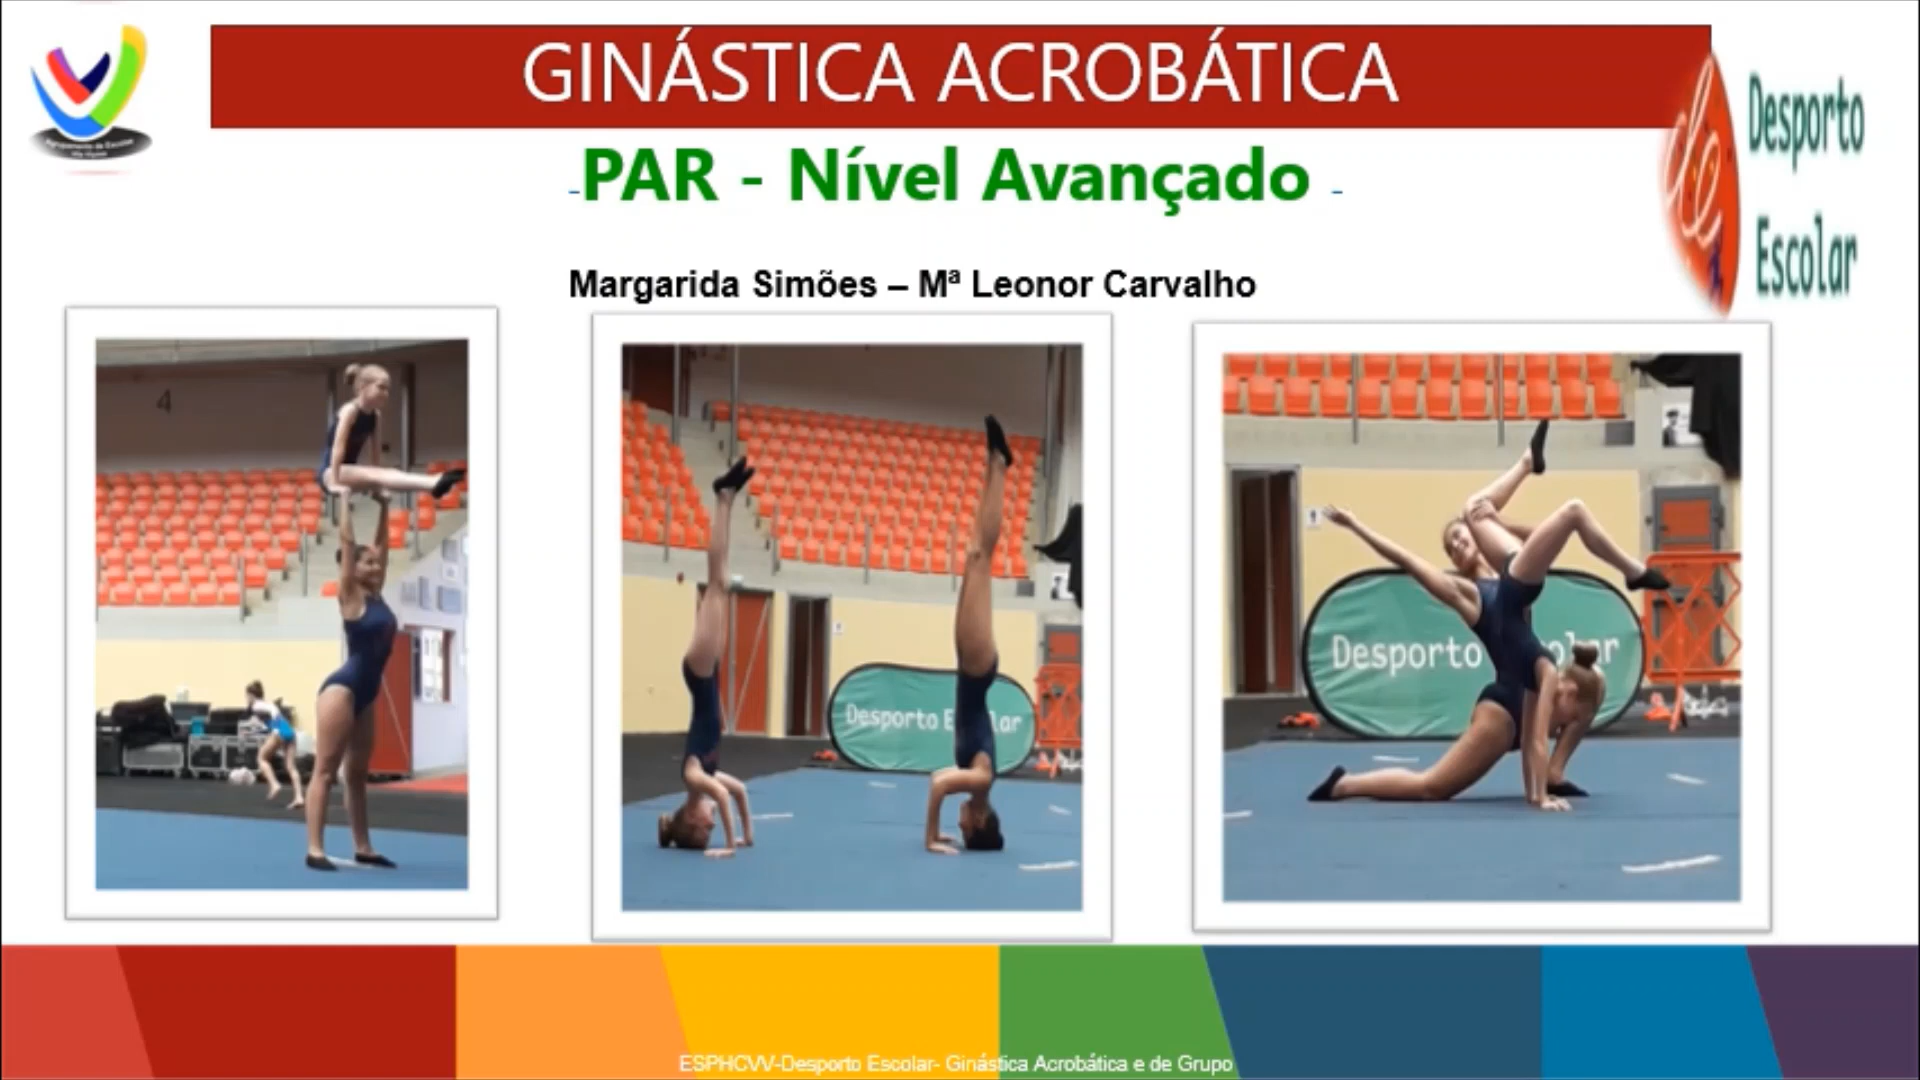 GINÁSTICA ACROBÁTICA
-PAR - Nível Avançado -
Desporto
Escolar
Margarida Simões – Mª Leonor Carvalho
4
Desporto
Desporto
ESPHCVV-Desporto Escolar- Ginástica Acrobática e de Grupo